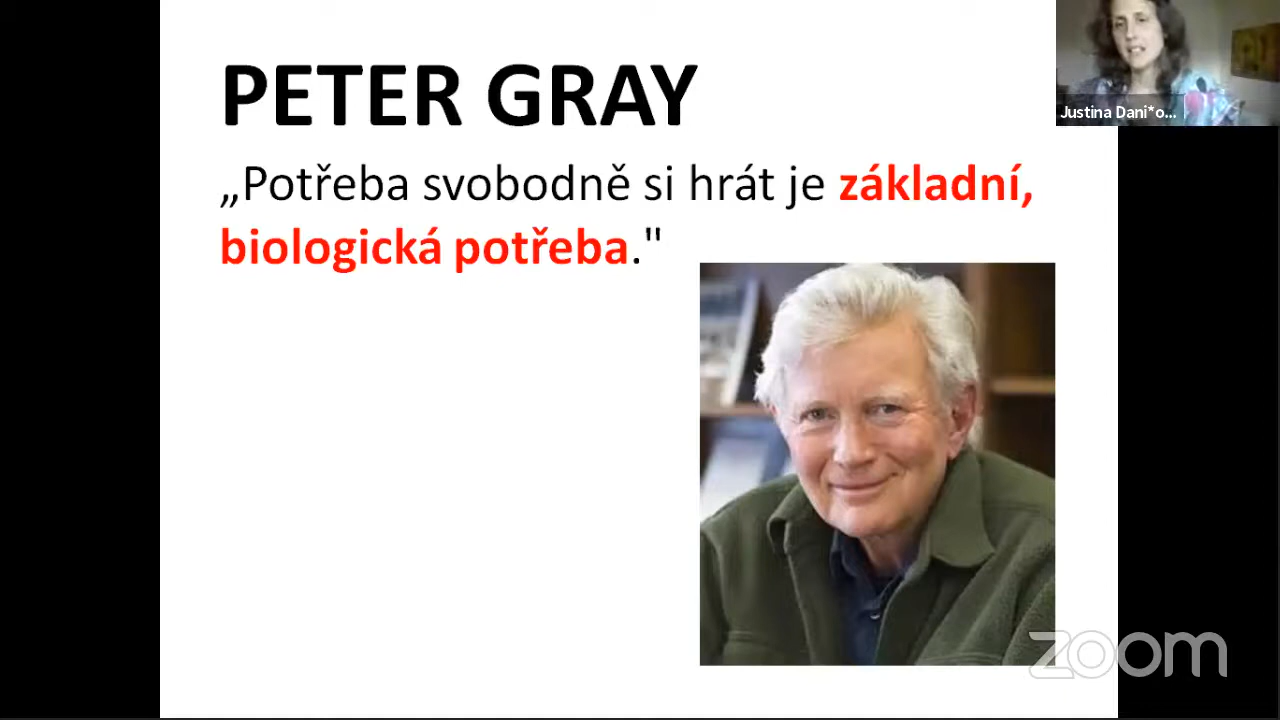 PETER GRAY
„Potřeba svobodně si hrát je základní,
biologická potřeba."
Justina Dani*o...
zoom